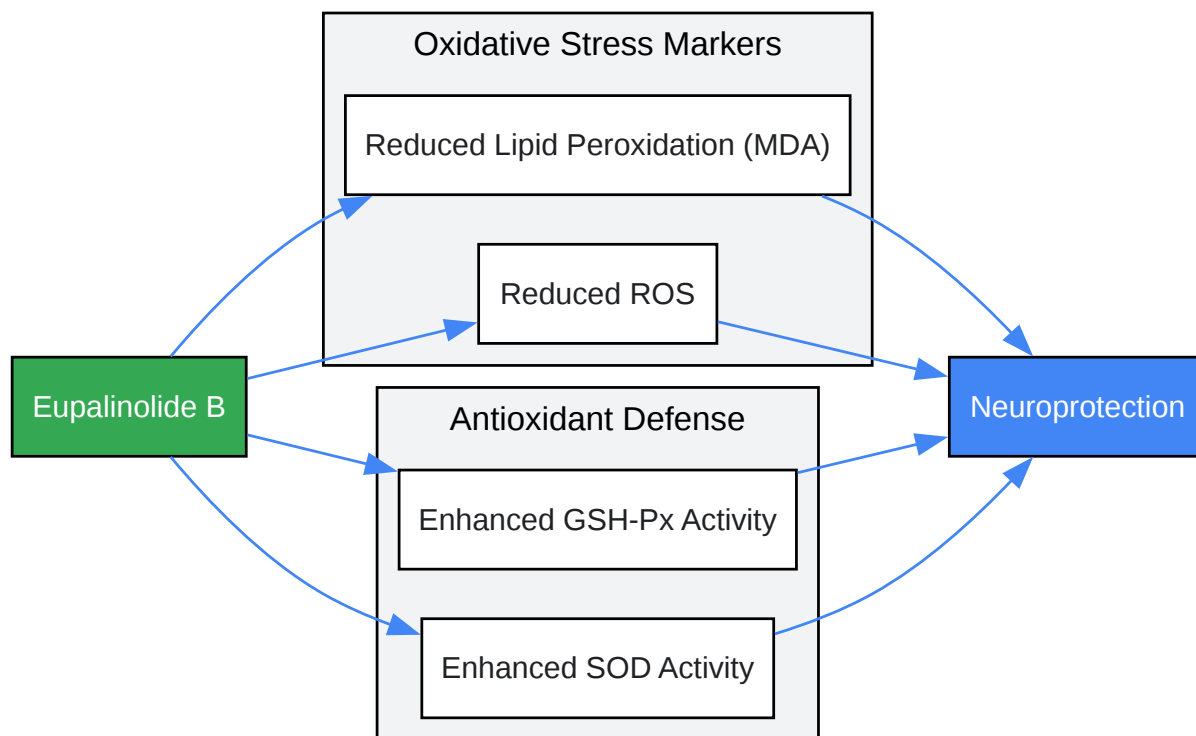 Oxidative Stress Markers
Reduced Lipid Peroxidation (MDA)
Reduced ROS
Eupalinolide B
Neuroprotection
Antioxidant Defense
Enhanced GSH-Px Activity
Enhanced SOD Activity